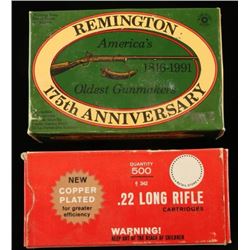 REMINGTON
America's
1816-1991
Oldest Gunmakers
175th ANNIVERSARY
NEW
COPPER
PLATED
for greater
efficiency
QUANTITY
500
.22 LONG RIFLE
CARTRIDGES
WARNING!
KEEP OUT OF THE REACH OF CHILDREN